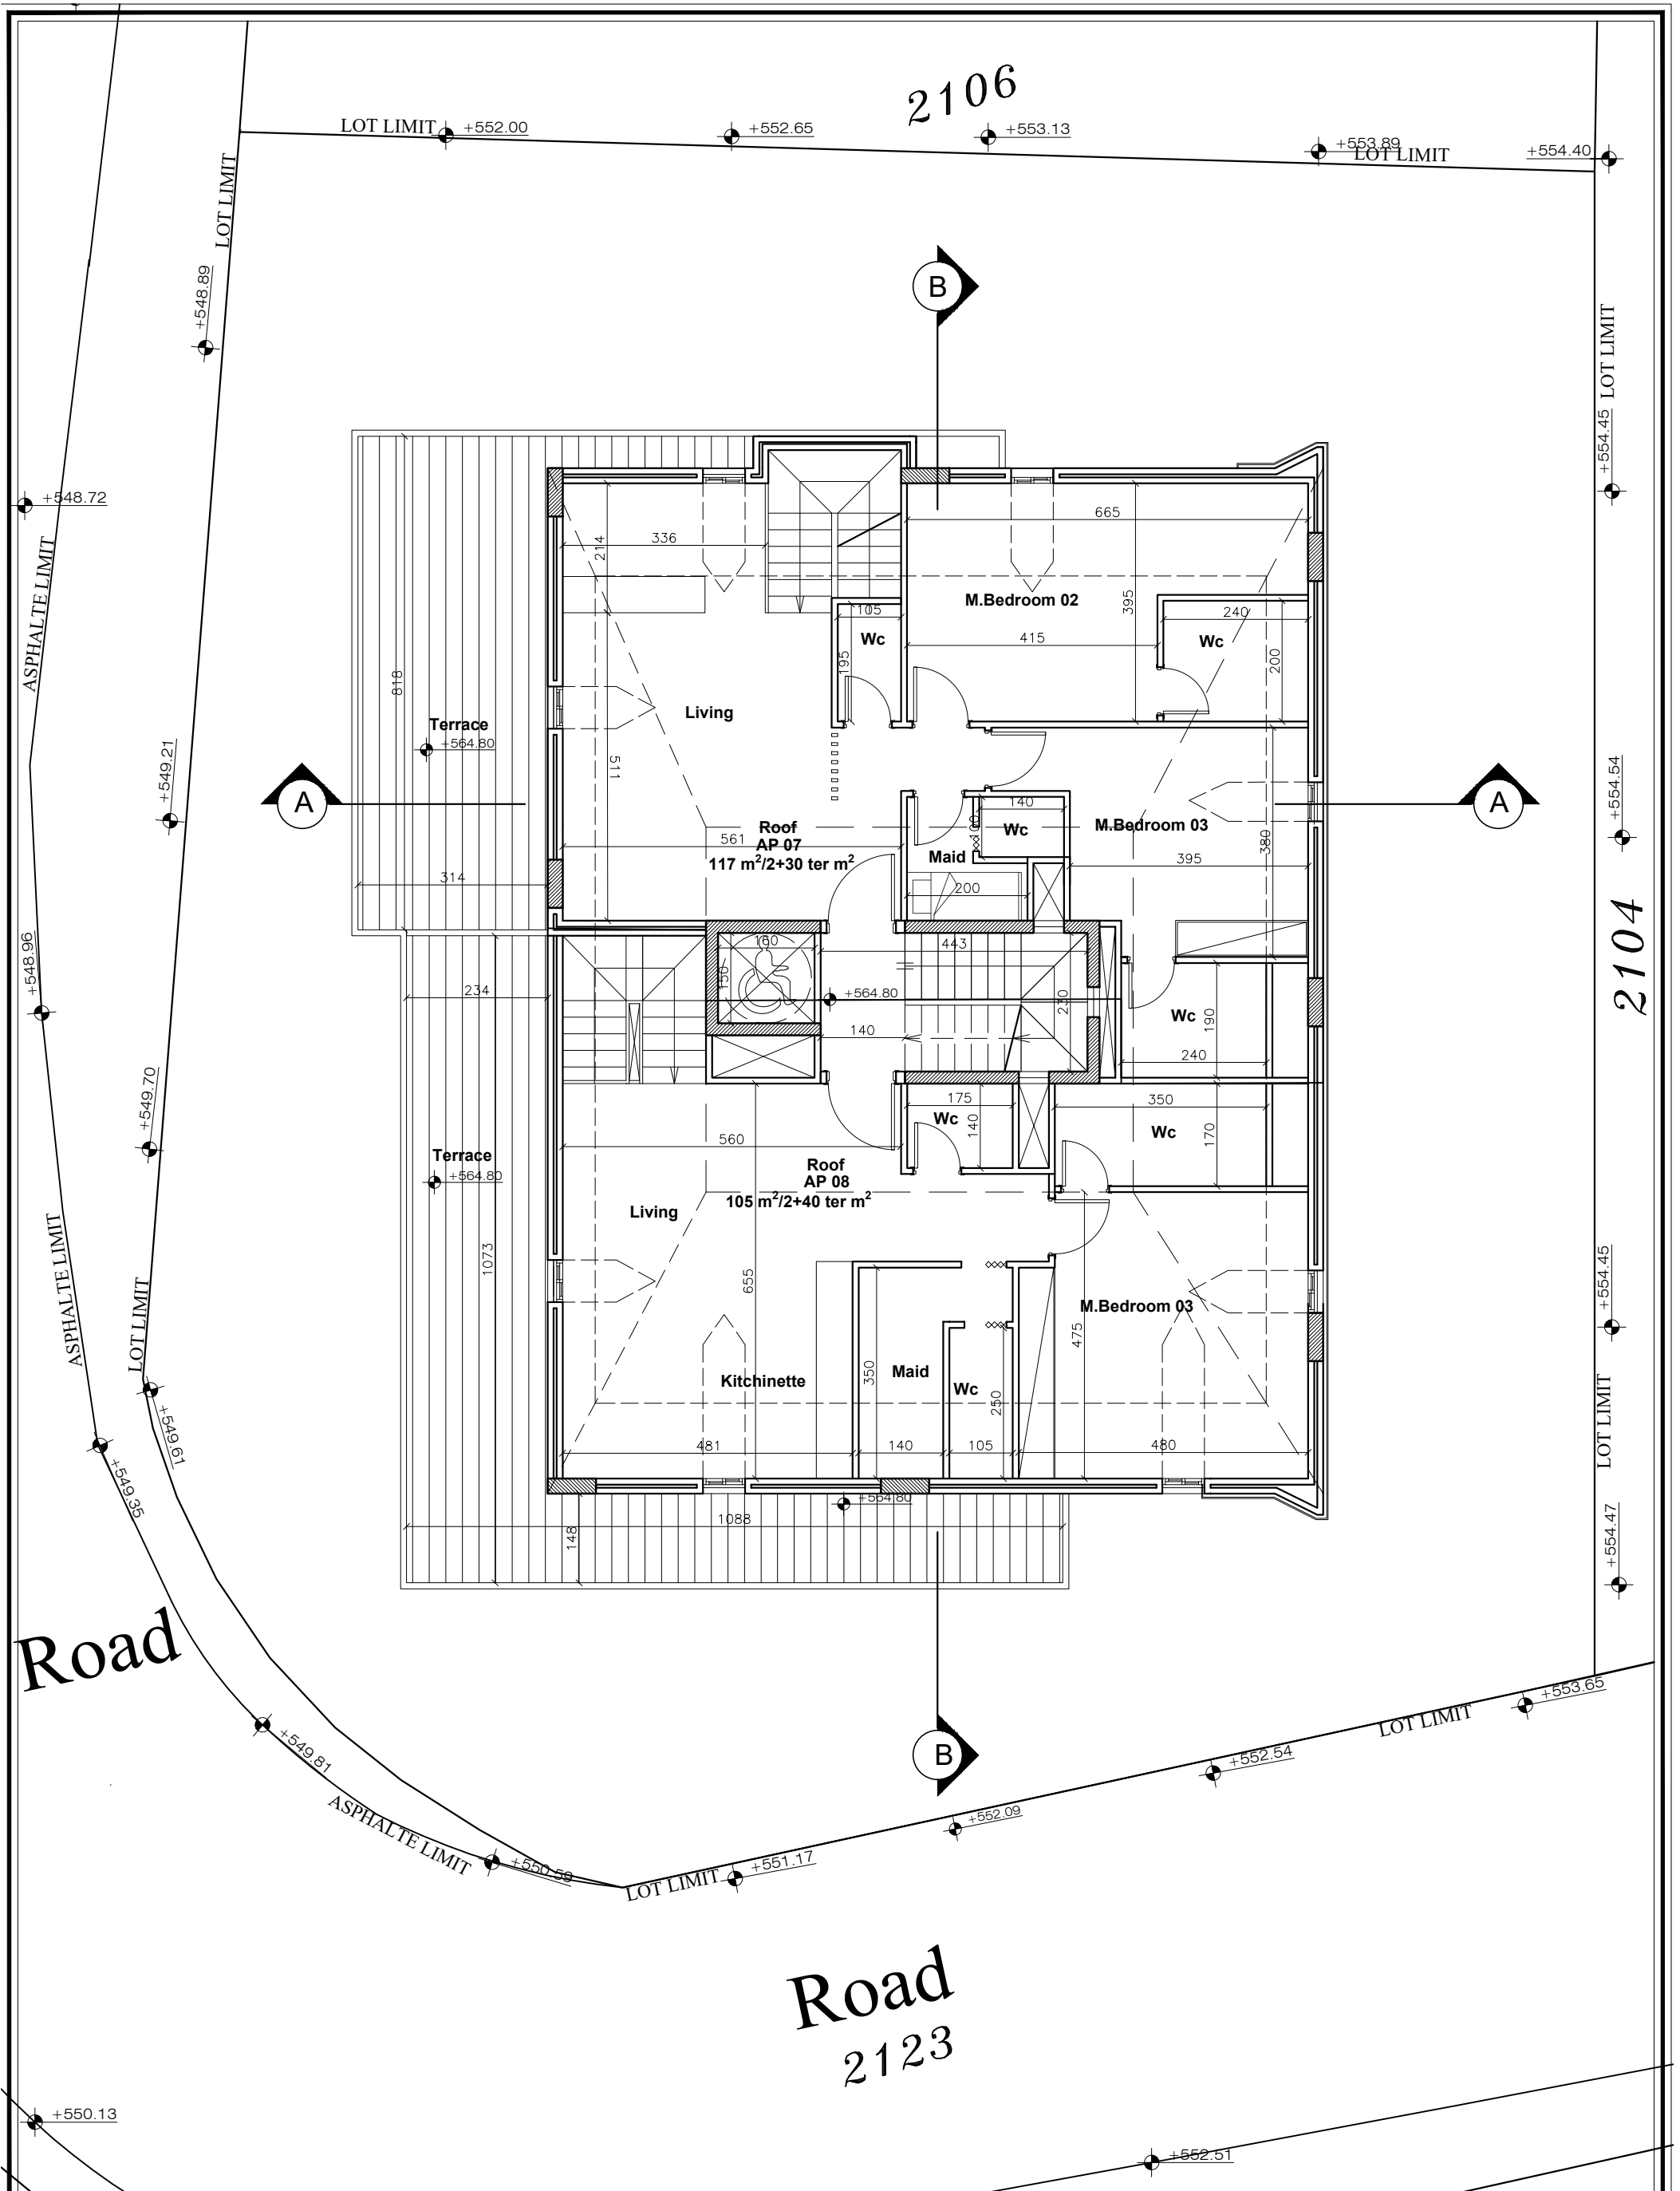 2106
LOT LIMIT
+552.00
+552.65
+553.13
+553.89
LOT LIMIT
+554.40
LOT LIMIT
+548.89
B
LOT LIMIT
+554.45
+548.72
ASPHALTE LIMIT
665
336
214
M.Bedroom 02
395
105
240
Wc
415
Wc
195
200
818
Living
Terrace
+564.80
+549.21
511
+554.54
A
A
140
Roof
AP 07
117 m²/2+30 ter m²
561
100
Wc
M.Bedroom 03
380
Maid
395
314
200
2104
+548.96
160
443
150
234
+564.80
230
Wc
190
140
240
+549.70
175
350
Wc
140
Wc
170
560
Terrace
+564.80
Roof
AP 08
105 m²/2+40 ter m²
Living
ASPHALTE LIMIT
1073
655
+554.45
LOT LIMIT
M.Bedroom 03
475
350
Maid
Kitchinette
Wc
250
LOT LIMIT
+549.61
481
140
105
480
+549.35
+564.80
1088
148
+554.47
Road
+553.65
LOT LIMIT
+549.81
B
+552.54
ASPHALTE LIMIT
+552.09
+550.59
+551.17
LOT LIMIT
Road
2123
+550.13
+552.51